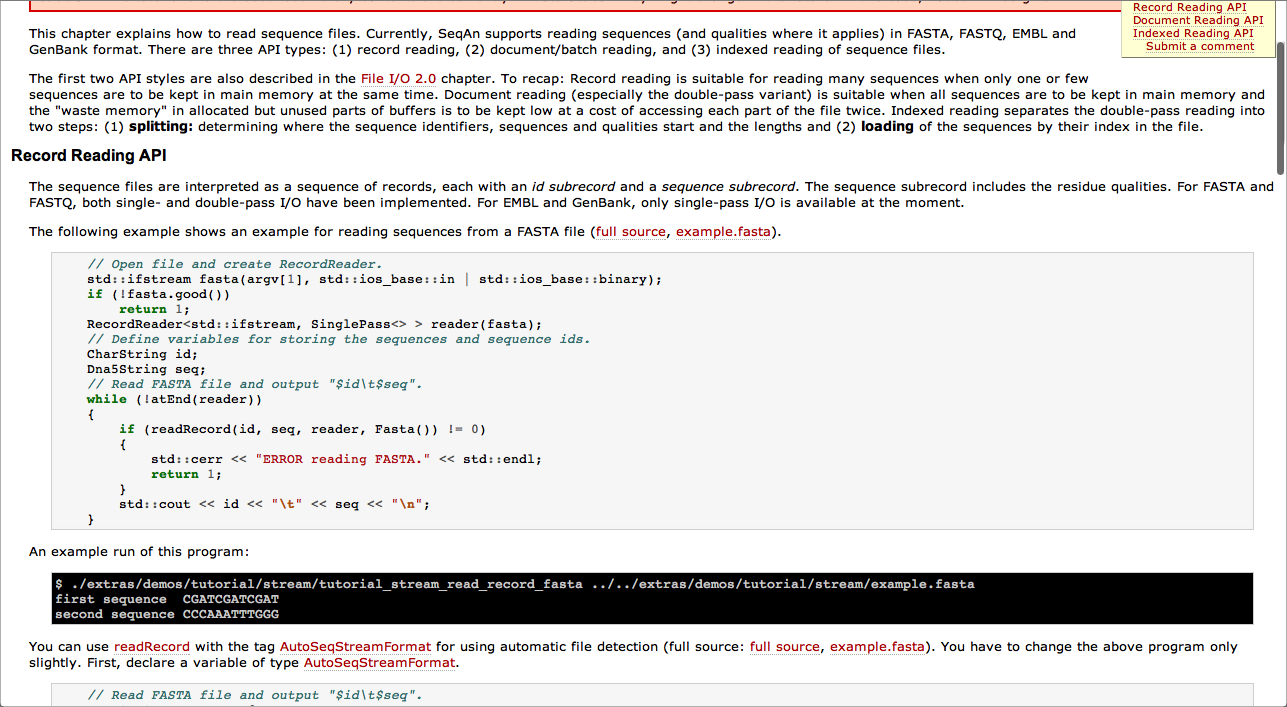 This chapter explains how to read sequence files. Currently, SeqAn supports reading sequences (and qualities where it applies) in FASTA, FASTQ, EMBL and
GenBank format. There are three API types: (1) record reading, (2) document/batch reading, and (3) indexed reading of sequence files.
Record Reading API
Document Reading API
Indexed Reading API
Submit a comment
The first two API styles are also described in the File I/O 2.0 chapter. To recap: Record reading is suitable for reading many sequences when only one or few
sequences are to be kept in main memory at the same time. Document reading (especially the double-pass variant) is suitable when all sequences are to be kept in main memory and
the "waste memory" in allocated but unused parts of buffers is to be kept low at a cost of accessing each part of the file twice. Indexed reading separates the double-pass reading into
two steps: (1) splitting: determining where the sequence identifiers, sequences and qualities start and the lengths and (2) loading of the sequences by their index in the file.
Record Reading API
The sequence files are interpreted as a sequence of records, each with an id subrecord and a sequence subrecord. The sequence subrecord includes the residue qualities. For FASTA and
FASTQ, both single- and double-pass I/O have been implemented. For EMBL and GenBank, only single-pass I/O is available at the moment.
The following example shows an example for reading sequences from a FASTA file (full source, example.fasta).
// Open file and create RecordReader.
std::ifstream fasta(argv[1], std::ios_base::in | std::ios_base::binary);
if (!fasta.good())
return 1;
RecordReader<std::ifstream, SinglePass<> > reader(fasta);
// Define variables for storing the sequences and sequence ids.
CharString id;
Dna5String seq;
// Read FASTA file and output "$id\t$seq".
while (!atEnd(reader))
{
if (readRecord(id, seq, reader, Fasta()) != 0)
{
std::cerr << "ERROR reading FASTA." << std::endl;
return 1;
}
std::cout << id << "\t" << seq << "\n";
}
An example run of this program:
$ ./extras/demos/tutorial/stream/tutorial_stream_read_record_fasta ../../extras/demos/tutorial/stream/example.fasta
first sequence CGATCGATCGAT
second sequence CCCAAATTTGGG
You can use readRecord with the tag AutoSeqStreamFormat for using automatic file detection (full source: full source, example.fasta). You have to change the above program only
slightly. First, declare a variable of type AutoSeqStreamFormat.
// Read FASTA file and output "$id\t$seq".